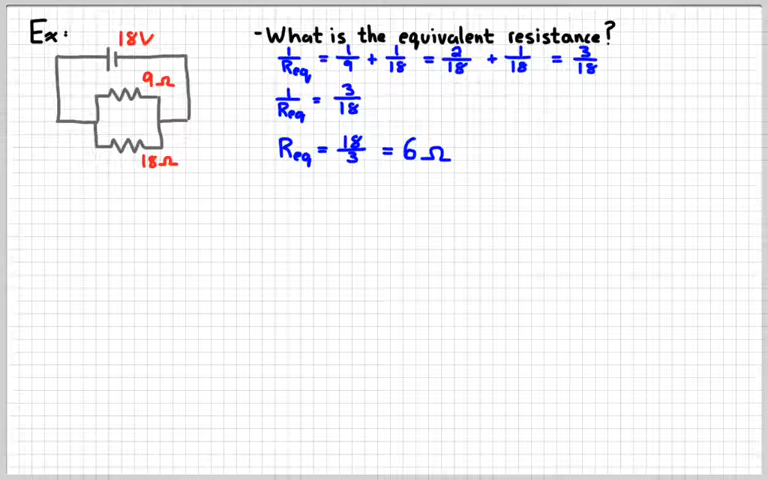 Ex:
18V
9Ω
18Ω
-What is the equivalent resistance?
1/Req = 1/9 + 1/18 = 2/18 + 1/18 = 3/18
1/Req = 3/18
Req = 18/3 = 6Ω